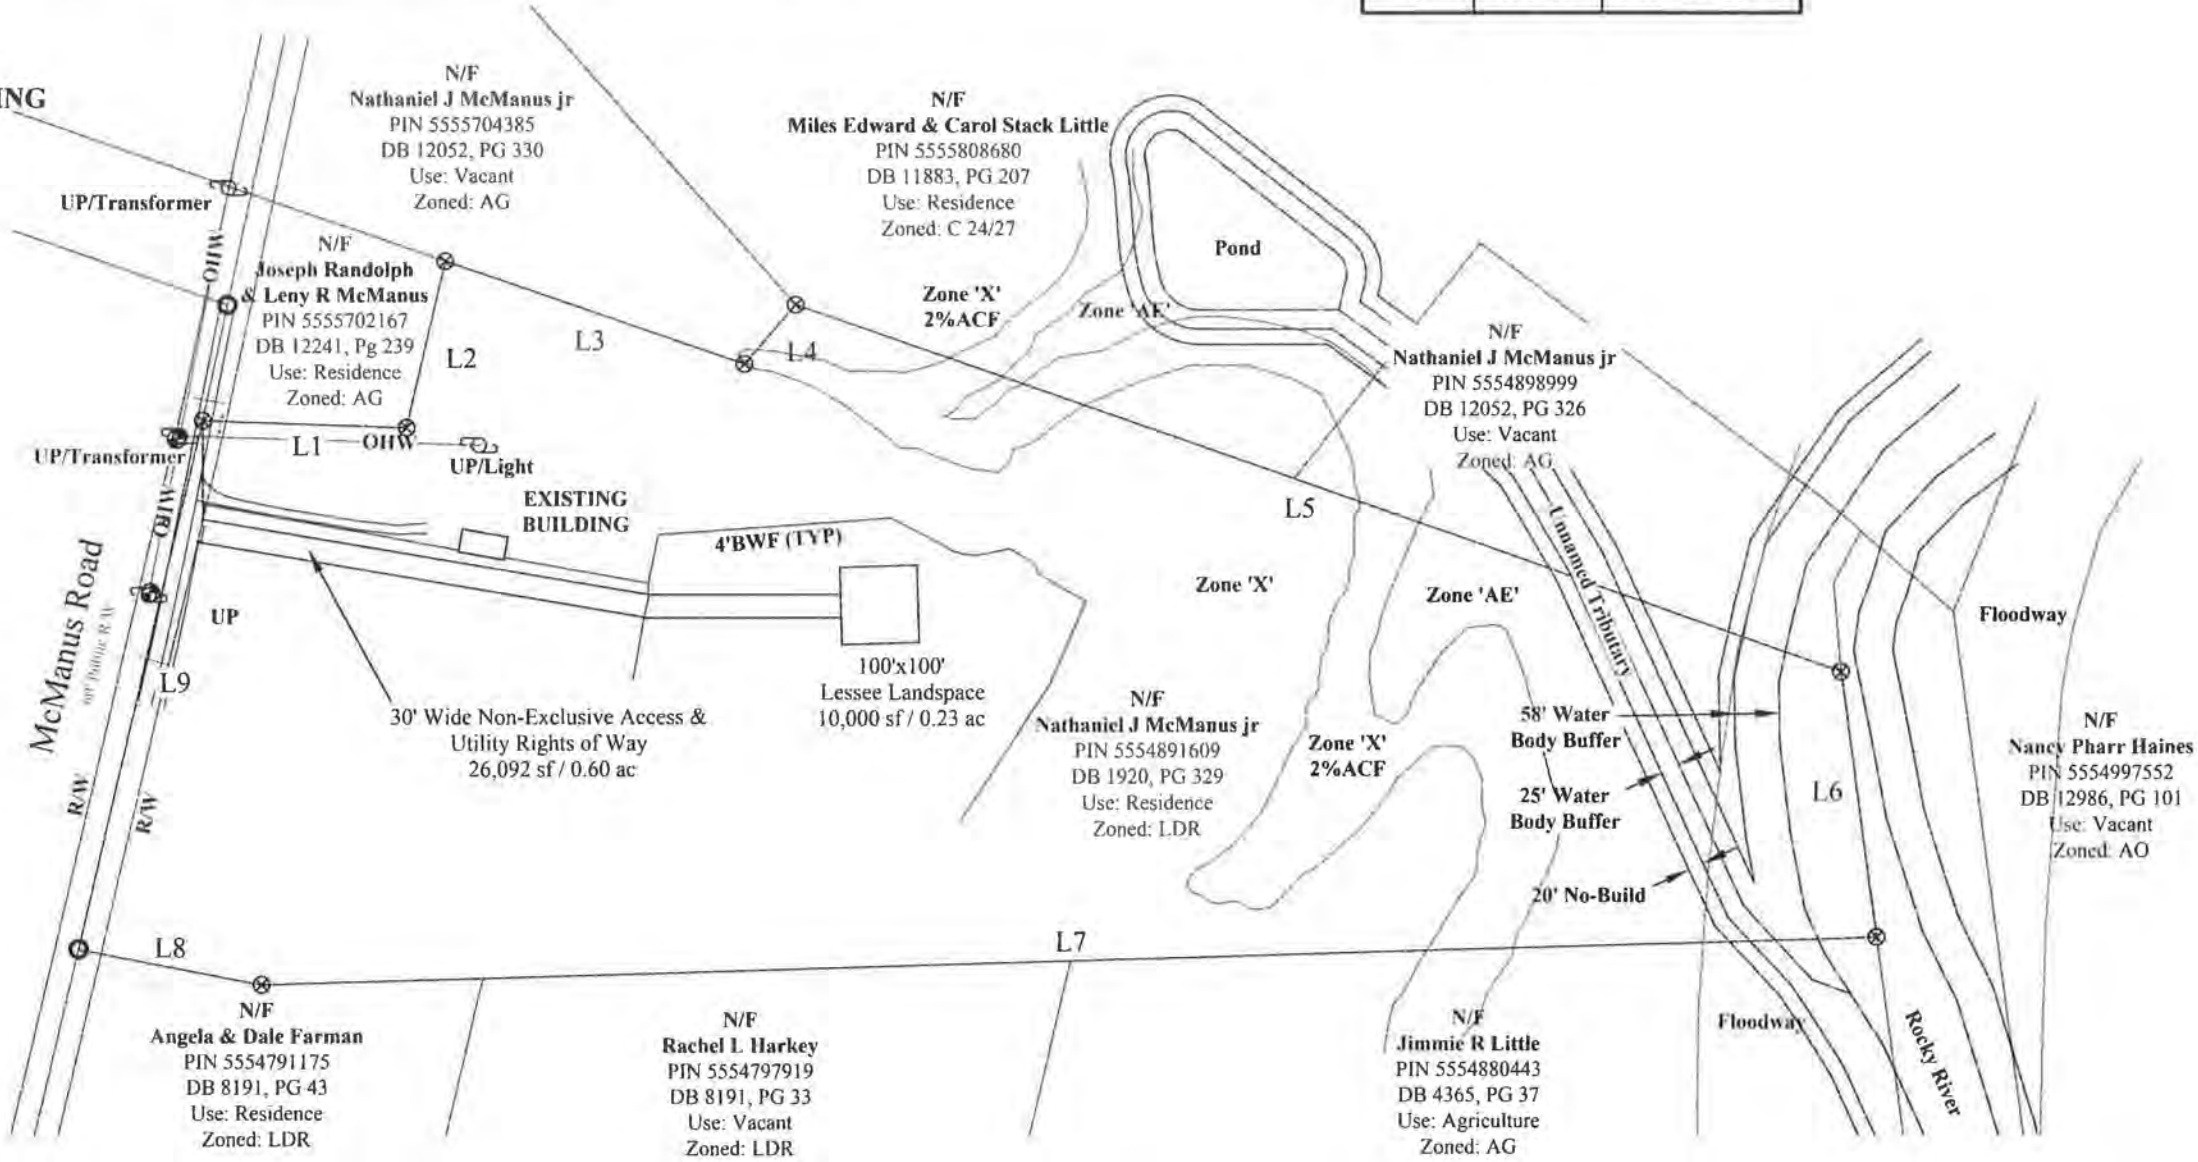 ING
N/F
Nathaniel J McManus jr
PIN 5555704385
DB 12052, PG 330
Use: Vacant
Zoned: AG
N/F
Miles Edward & Carol Stack Little
PIN 5555808680
DB 11883, PG 207
Use: Residence
Zoned: C 24/27
UP/Transformer
OHW
N/F
Joseph Randolph
& Leny R McManus
PIN 5555702167
DB 12241, Pg 239
Use: Residence
Zoned: AG
Pond
Zone 'X'
2%ACF
Zone 'AE'
L2
L3
L4
N/F
Nathaniel J McManus jr
PIN 5554898999
DB 12052, PG 326
Use: Vacant
Zoned: AG
UP/Transformer
L1
OHW
UP/Light
EXISTING
BUILDING
4'BWF (TYP)
L5
Unnamed Tributary
Zone 'X'
Zone 'AE'
Floodway
McManus Road
Public R/W
UP
L9
100'x100'
Lessee Landspace
10,000 sf / 0.23 ac
30' Wide Non-Exclusive Access &
Utility Rights of Way
26,092 sf / 0.60 ac
N/F
Nathaniel J McManus jr
PIN 5554891609
DB 1920, PG 329
Use: Residence
Zoned: LDR
Zone 'X'
2%ACF
58' Water
Body Buffer
25' Water
Body Buffer
20' No-Build
L6
N/F
Nancy Pharr Haines
PIN 5554997552
DB 12986, PG 101
Use: Vacant
Zoned: AO
R/W
R/W
L8
L7
N/F
Angela & Dale Farman
PIN 5554791175
DB 8191, PG 43
Use: Residence
Zoned: LDR
N/F
Rachel L Harkey
PIN 5554797919
DB 8191, PG 33
Use: Vacant
Zoned: LDR
N/F
Jimmie R Little
PIN 5554880443
DB 4365, PG 37
Use: Agriculture
Zoned: AG
Floodway
Rocky River